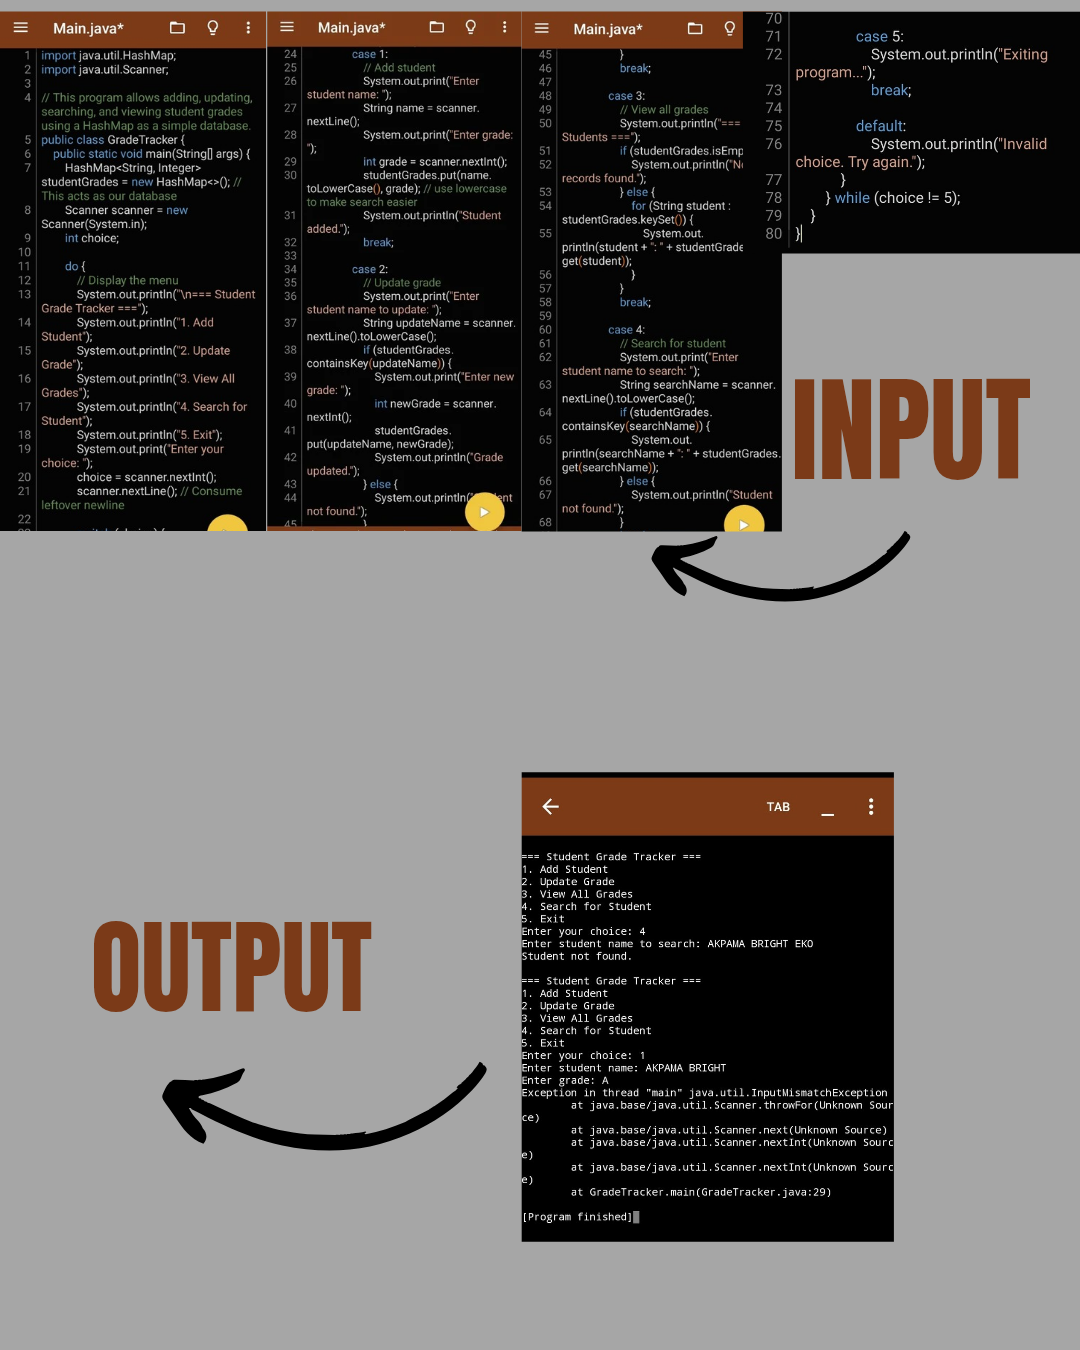 Main.java*
1 import java.util.HashMap;
2 import java.util.Scanner;
3
4 // This program allows adding, updating,
searching, and viewing student grades
using a HashMap as a simple database.
5 public class GradeTracker {
6 public static void main(String[] args) {
7 HashMap<String, Integer>
studentGrades = new HashMap<>(); //
This acts as our database
8 Scanner scanner = new
Scanner(System.in);
9 int choice;
10
11 do {
12 // Display the menu
13 System.out.println("\n=== Student
Grade Tracker ===");
14 System.out.println("1. Add
Student");
15 System.out.println("2. Update
Grade");
16 System.out.println("3. View All
Grades");
17 System.out.println("4. Search for
Student");
18 System.out.println("5. Exit");
19 System.out.print("Enter your
choice: ");
20 choice = scanner.nextInt();
21 scanner.nextLine(); // Consume
leftover newline
22
Main.java*
24 case 1:
25 // Add student
26 System.out.print("Enter
student name: ");
27 String name = scanner.
nextLine();
28 System.out.print("Enter grade:
");
29 int grade = scanner.nextInt();
30 studentGrades.put(name.
toLowerCase(), grade); // use lowercase
to make search easier
31 System.out.println("Student
added.");
32 break;
33
34 case 2:
35 // Update grade
36 System.out.print("Enter
student name to update: ");
37 String updateName = scanner.
nextLine().toLowerCase();
38 if (studentGrades.
containsKey(updateName)) {
39 System.out.print("Enter new
grade: ");
40 int newGrade = scanner.
nextInt();
41 studentGrades.
put(updateName, newGrade);
42 System.out.println("Grade
updated.");
43 } else {
44 System.out.println("
not found.");
45 }
Main.java*
45 }
46 break;
47
48 case 3:
49 // View all grades
50 System.out.println("===
Students ===");
51 if (studentGrades.isEmp
52 System.out.println("N
records found.");
53 } else {
54 for (String student :
studentGrades.keySet()) {
55 System.out.
println(student + ": " + studentGrade
get(student));
56 }
57 }
58 break;
59
60 case 4:
61 // Search for student
62 System.out.print("Enter
student name to search: ");
63 String searchName = scanner.
nextLine().toLowerCase();
64 if (studentGrades.
containsKey(searchName)) {
65 System.out.
println(searchName + ": " + studentGrades.
get(searchName));
66 } else {
67 System.out.println("Student
not found.");
68 }
70
71 case 5:
72 System.out.println("Exiting
program...");
73 break;
74
75 default:
76 System.out.println("Invalid
choice. Try again.");
77 }
78 } while (choice != 5);
79 }
80 }
INPUT
OUTPUT
TAB
=== Student Grade Tracker ===
1. Add Student
2. Update Grade
3. View All Grades
4. Search for Student
5. Exit
Enter your choice: 4
Enter student name to search: AKPAMA BRIGHT EKO
Student not found.
=== Student Grade Tracker ===
1. Add Student
2. Update Grade
3. View All Grades
4. Search for Student
5. Exit
Enter your choice: 1
Enter student name: AKPAMA BRIGHT
Enter grade: A
Exception in thread "main" java.util.InputMismatchException
at java.base/java.util.Scanner.throwFor(Unknown Sour
ce)
at java.base/java.util.Scanner.next(Unknown Source)
at java.base/java.util.Scanner.nextInt(Unknown Sourc
e)
at java.base/java.util.Scanner.nextInt(Unknown Sourc
e)
at GradeTracker.main(GradeTracker.java:29)
[Program finished]